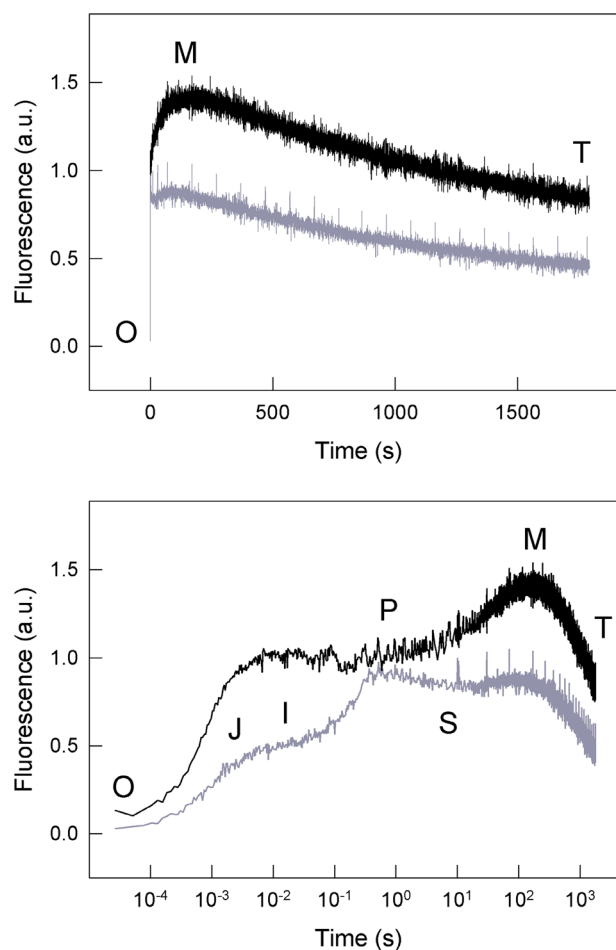 M
1.5
1.0
T
Fluorescence (a.u.)
0.5
O
0.0
0 500 1000 1500
Time (s)
M
1.5
P
T
1.0
Fluorescence (a.u.)
J I
S
0.5
O
0.0
10⁻⁴ 10⁻³ 10⁻² 10⁻¹ 10⁰ 10¹ 10² 10³
Time (s)